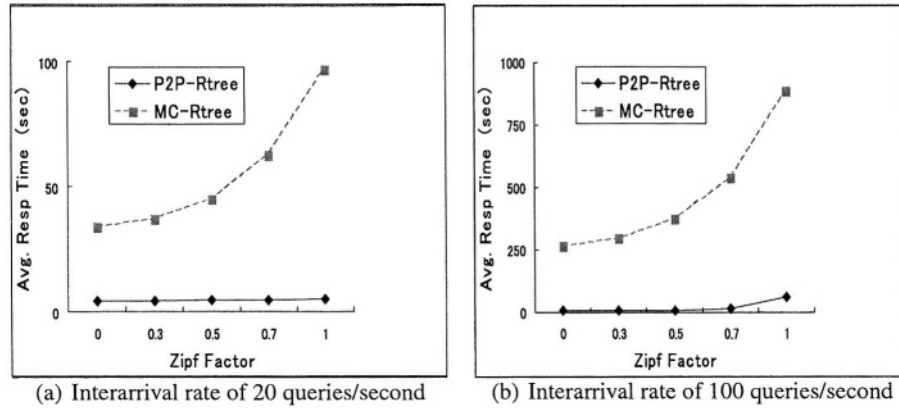 100
50
0
Avg. Resp Time (sec)
P2P-Rtree
MC-Rtree
0 0.3 0.5 0.7 1
Zipf Factor
(a) Interarrival rate of 20 queries/second
1000
750
500
250
0
Avg. Resp Time (sec)
P2P-Rtree
MC-Rtree
0 0.3 0.5 0.7 1
Zipf Factor
(b) Interarrival rate of 100 queries/second